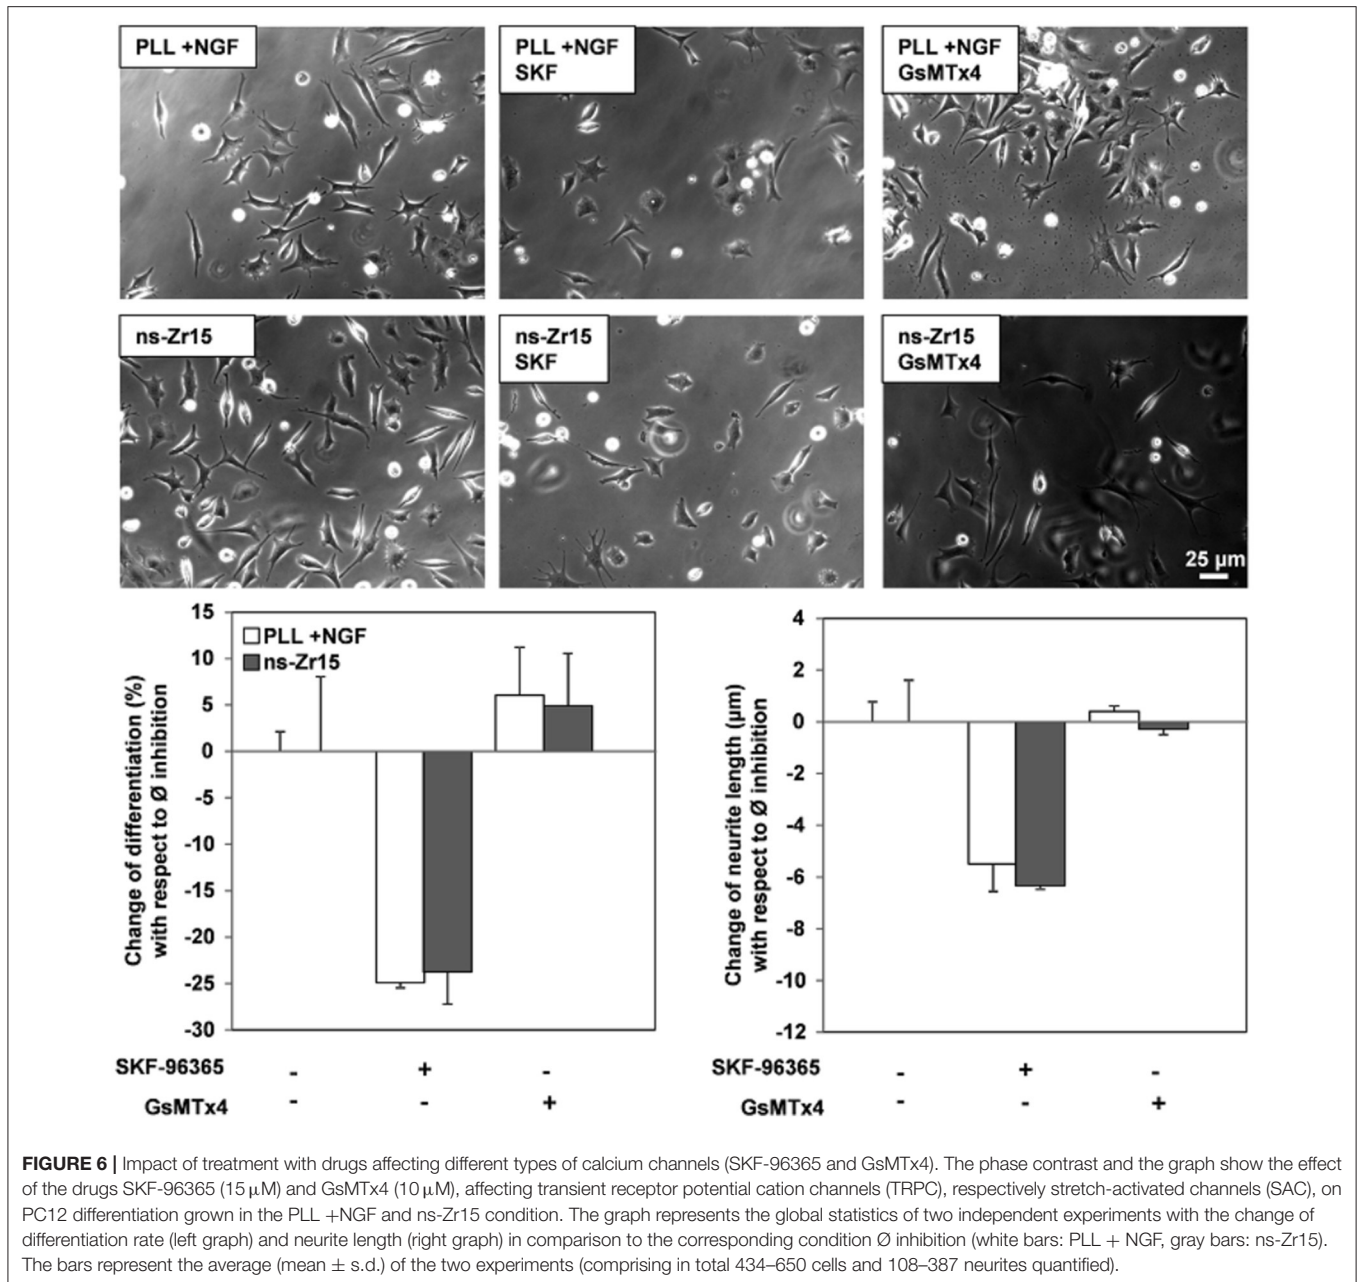 PLL +NGF
PLL +NGF
SKF
PLL +NGF
GsMTx4
ns-Zr15
ns-Zr15
SKF
ns-Zr15
GsMTx4
25 µm
Change of differentiation (%)
with respect to Ø inhibition
15
10
5
0
-5
-10
-15
-20
-25
-30
PLL +NGF
ns-Zr15
SKF-96365 - + -
GsMTx4 - - +
Change of neurite length (µm)
with respect to Ø inhibition
4
2
0
-2
-4
-6
-8
-10
-12
SKF-96365 - + -
GsMTx4 - - +
FIGURE 6 | Impact of treatment with drugs affecting different types of calcium channels (SKF-96365 and GsMTx4). The phase contrast and the graph show the effect
of the drugs SKF-96365 (15 µM) and GsMTx4 (10 µM), affecting transient receptor potential cation channels (TRPC), respectively stretch-activated channels (SAC), on
PC12 differentiation grown in the PLL +NGF and ns-Zr15 condition. The graph represents the global statistics of two independent experiments with the change of
differentiation rate (left graph) and neurite length (right graph) in comparison to the corresponding condition Ø inhibition (white bars: PLL + NGF, gray bars: ns-Zr15).
The bars represent the average (mean ± s.d.) of the two experiments (comprising in total 434–650 cells and 108–387 neurites quantified).